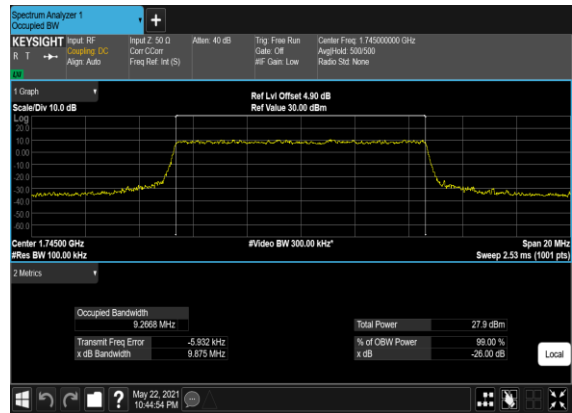 Spectrum Analyzer 1
Occupied BW
+
KEYSIGHT Input: RF Input Z: 50 Ω Atten: 40 dB Trig: Free Run Center Freq: 1.745000000 GHz
R T Coupling: DC Corr CCorr Gate: Off Avg|Hold: 500/500
Align: Auto Freq Ref: Int (S) #IF Gain: Low Radio Std: None
1 Graph
Ref Lvl Offset 4.90 dB
Scale/Div 10.0 dB Ref Value 30.00 dBm
Log
20.0
10.0
0.00
-10.0
-20.0
-30.0
-40.0
-50.0
-60.0
Center 1.74500 GHz #Video BW 300.00 kHz* Span 20 MHz
#Res BW 100.00 kHz Sweep 2.53 ms (1001 pts)
2 Metrics
Occupied Bandwidth
9.2668 MHz Total Power 27.9 dBm
Transmit Freq Error -5.932 kHz % of OBW Power 99.00 %
x dB Bandwidth 9.875 MHz x dB -26.00 dB
Local
? May 22, 2021
10:44:54 PM